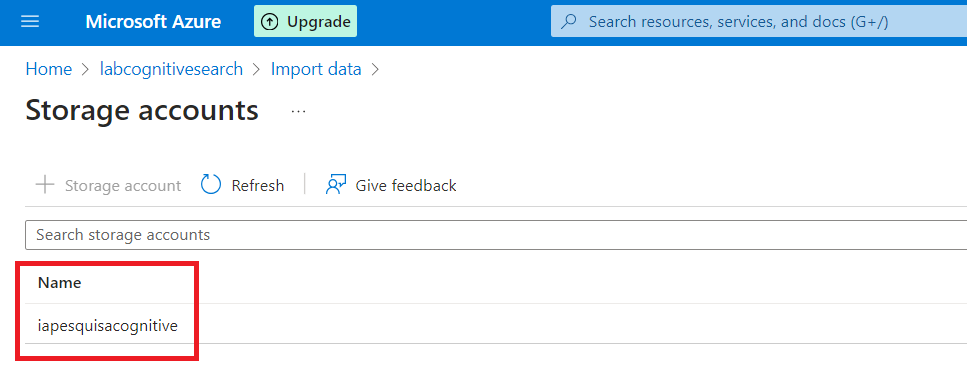 Microsoft Azure Upgrade Search resources, services, and docs (G+/)
Home > labcognitivesearch > Import data >
Storage accounts ...
+ Storage account Refresh Give feedback
Search storage accounts
Name
iapesquisacognitive